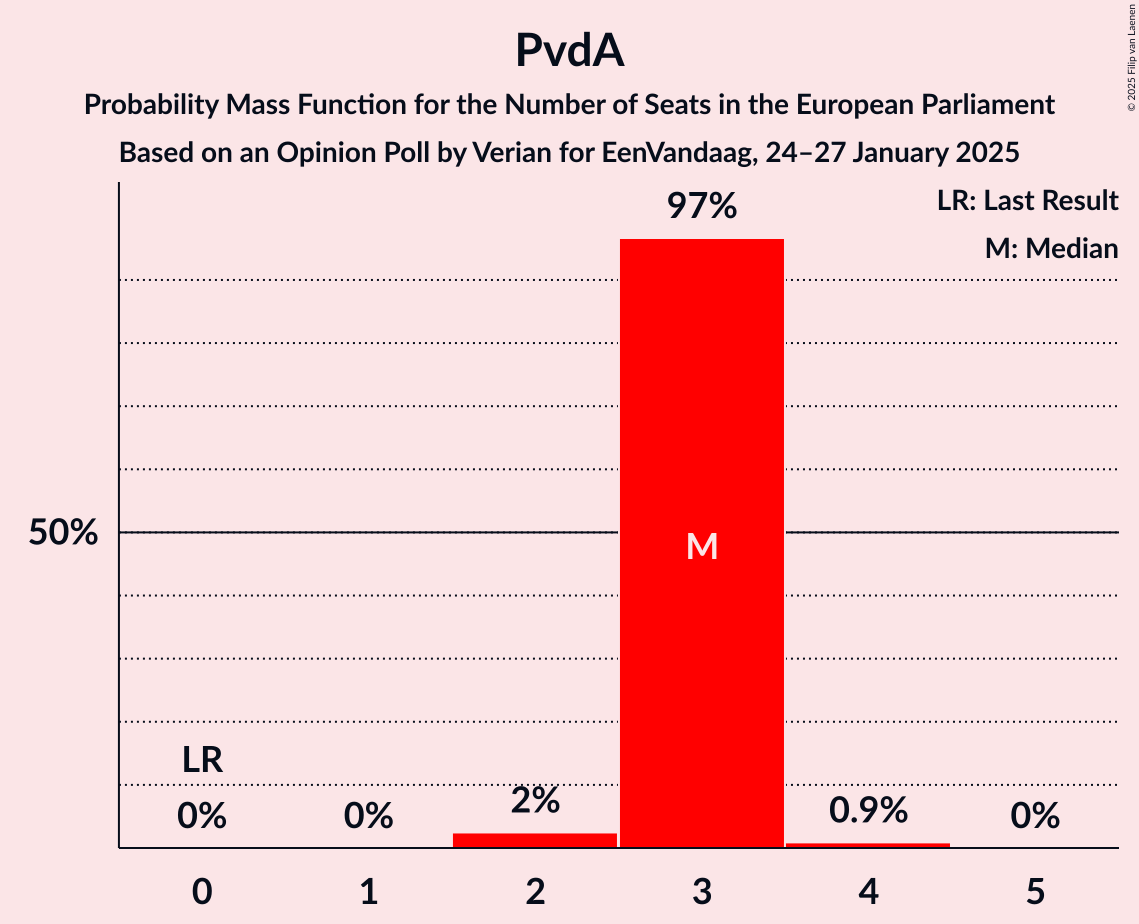 PvdA
Probability Mass Function for the Number of Seats in the European Parliament
Based on an Opinion Poll by Verian for EenVandaag, 24–27 January 2025
© 2025 Filip van Laenen
LR: Last Result
M: Median
97%
50%
M
LR
0%
0%
2%
0.9%
0%
0
1
2
3
4
5